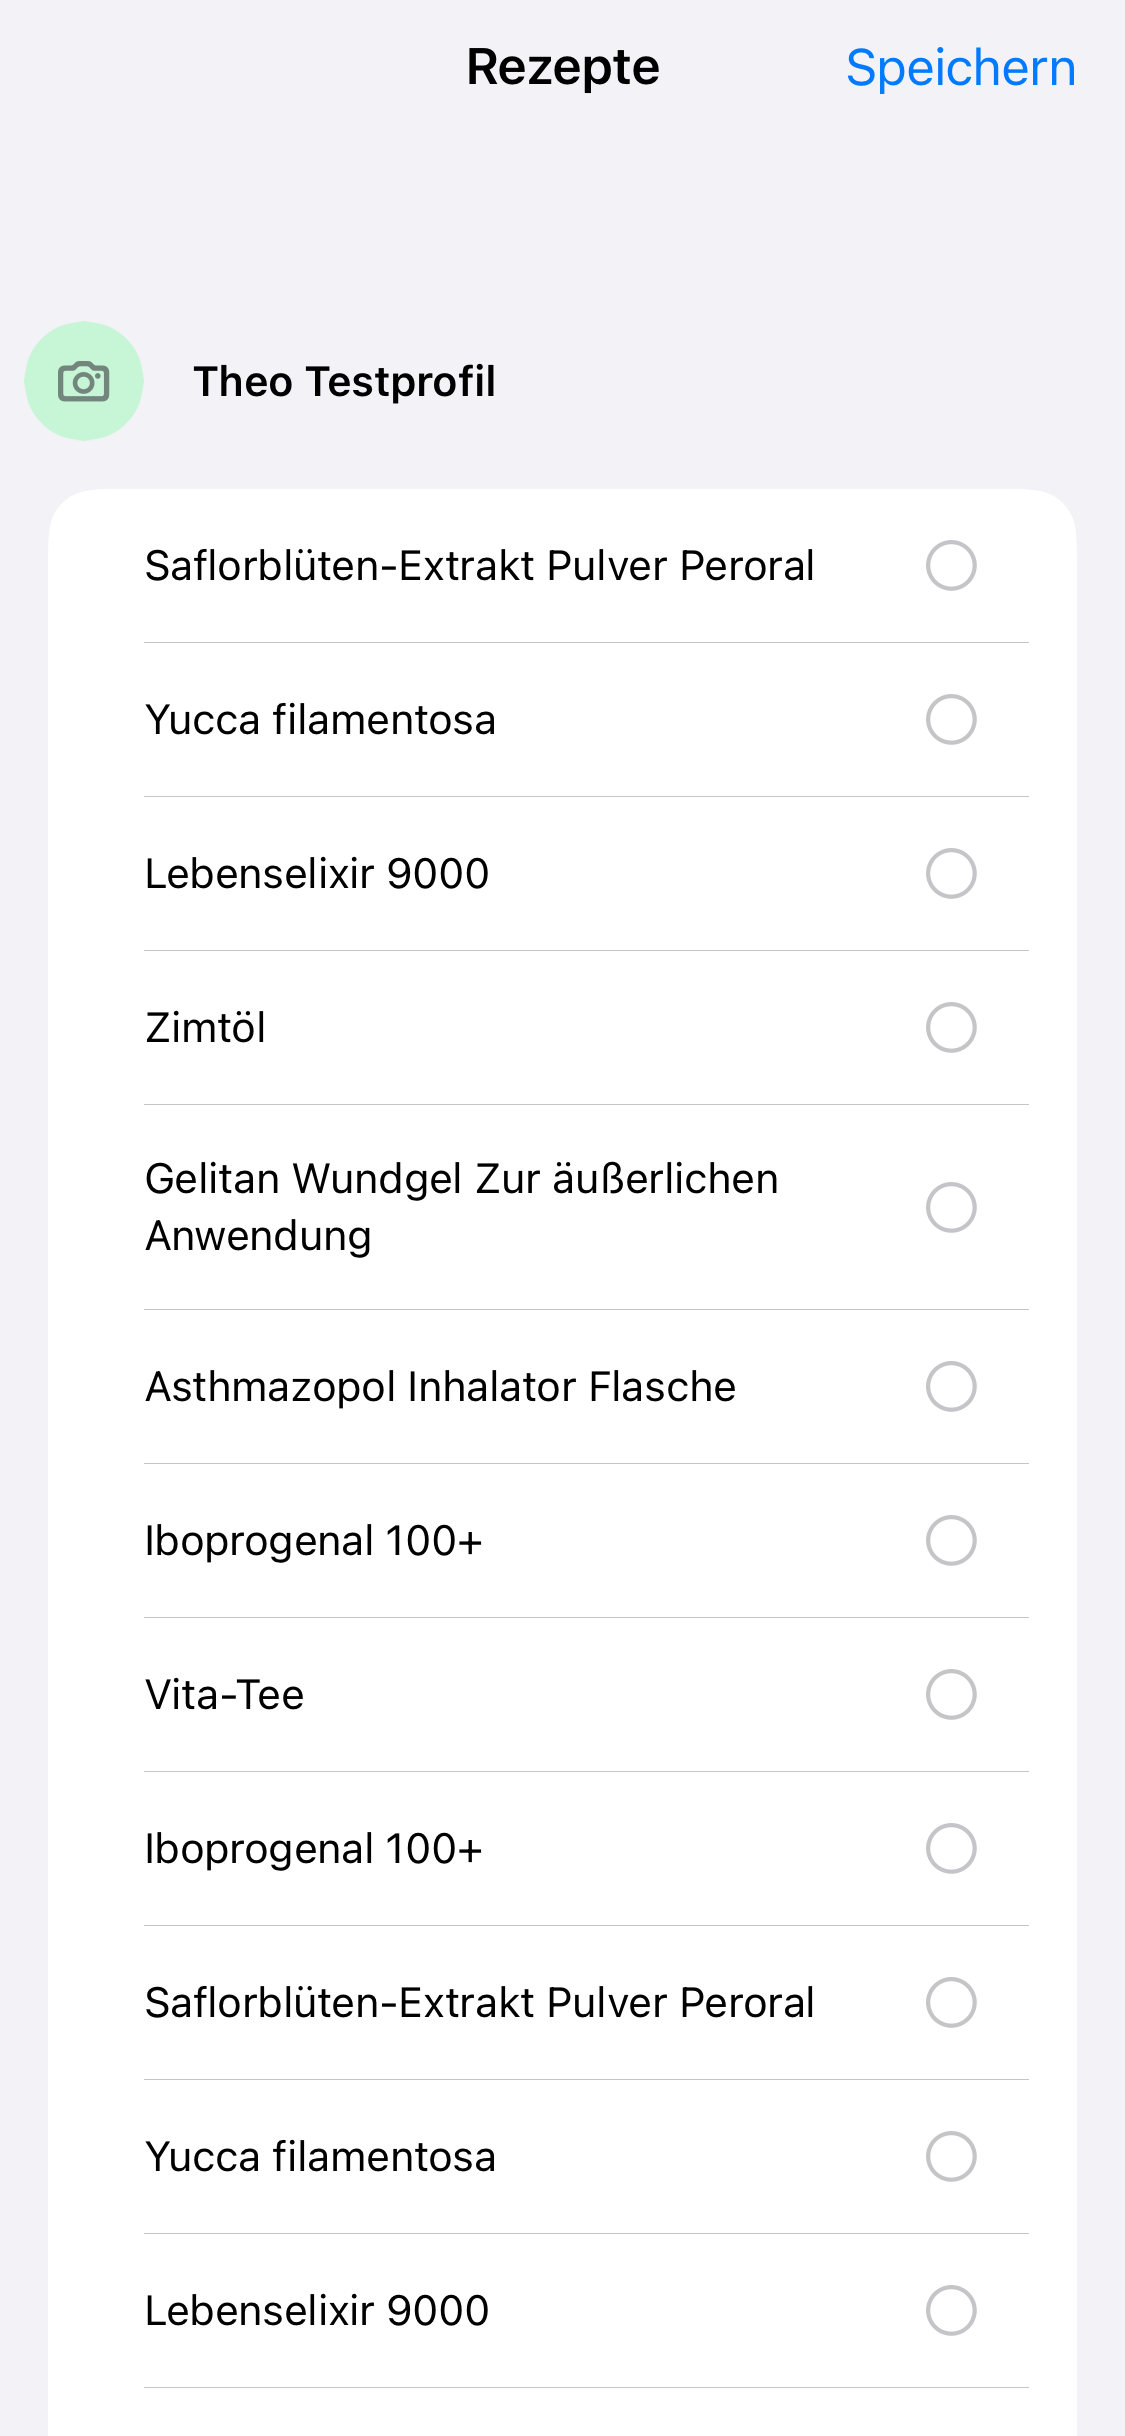 Rezepte
Speichern
Theo Testprofil
Saflorblüten-Extrakt Pulver Peroral
Yucca filamentosa
Lebenselixir 9000
Zimtöl
Gelitan Wundgel Zur äußerlichen
Anwendung
Asthmazopol Inhalator Flasche
Iboprogenal 100+
Vita-Tee
Iboprogenal 100+
Saflorblüten-Extrakt Pulver Peroral
Yucca filamentosa
Lebenselixir 9000